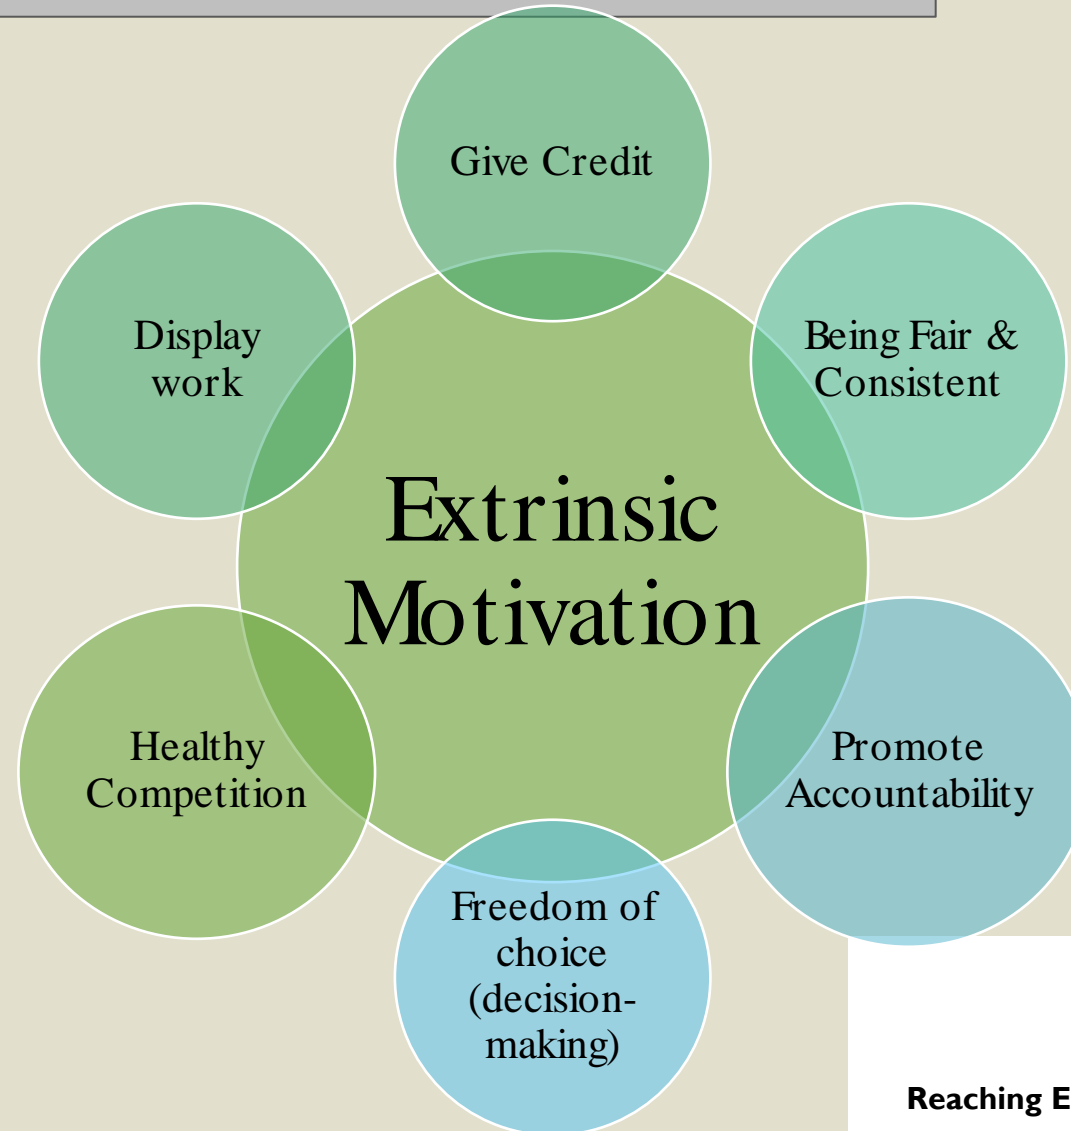 Give Credit
Display
work
Being Fair &
Consistent
Extrinsic
Motivation
Healthy
Competition
Promote
Accountability
Freedom of
choice
(decision-
making)
Reaching E